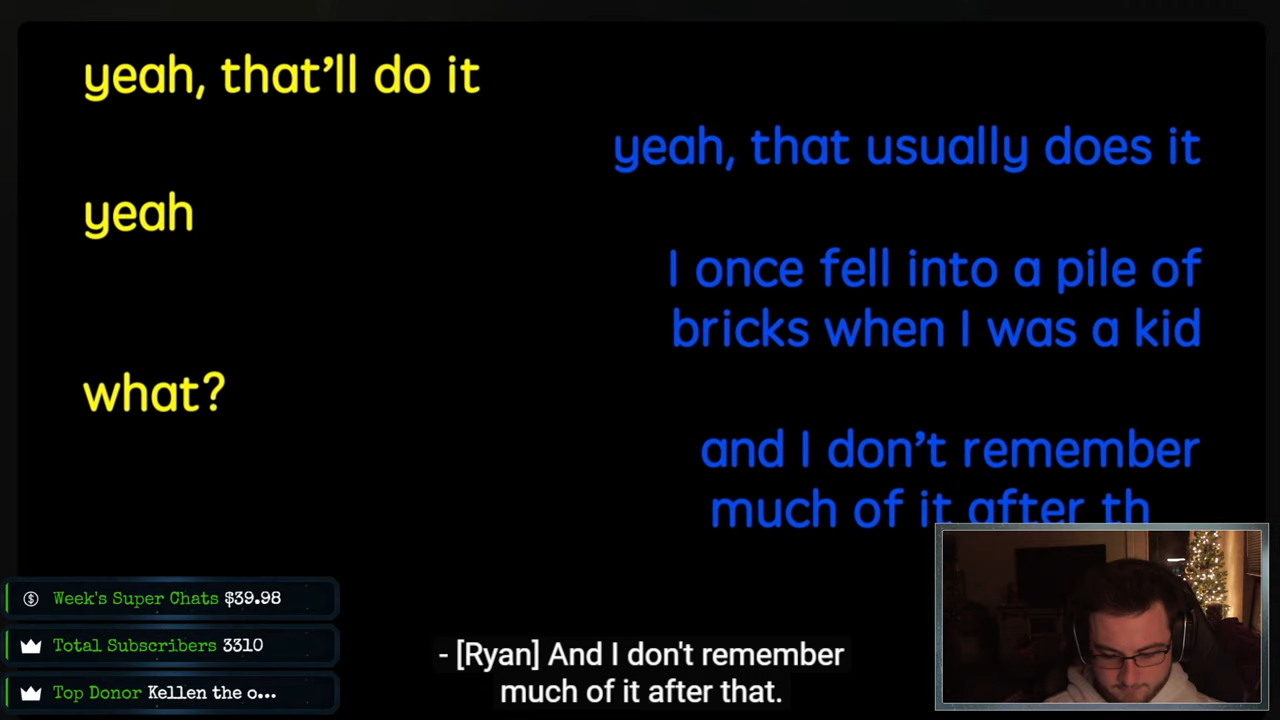 yeah, that’ll do it
yeah, that usually does it
yeah
I once fell into a pile of
bricks when I was a kid
what?
and I don’t remember
much of it after th
Week's Super Chats $39.98
Total Subscribers 3310
Top Donor Kellen the o...
- [Ryan] And I don't remember
much of it after that.